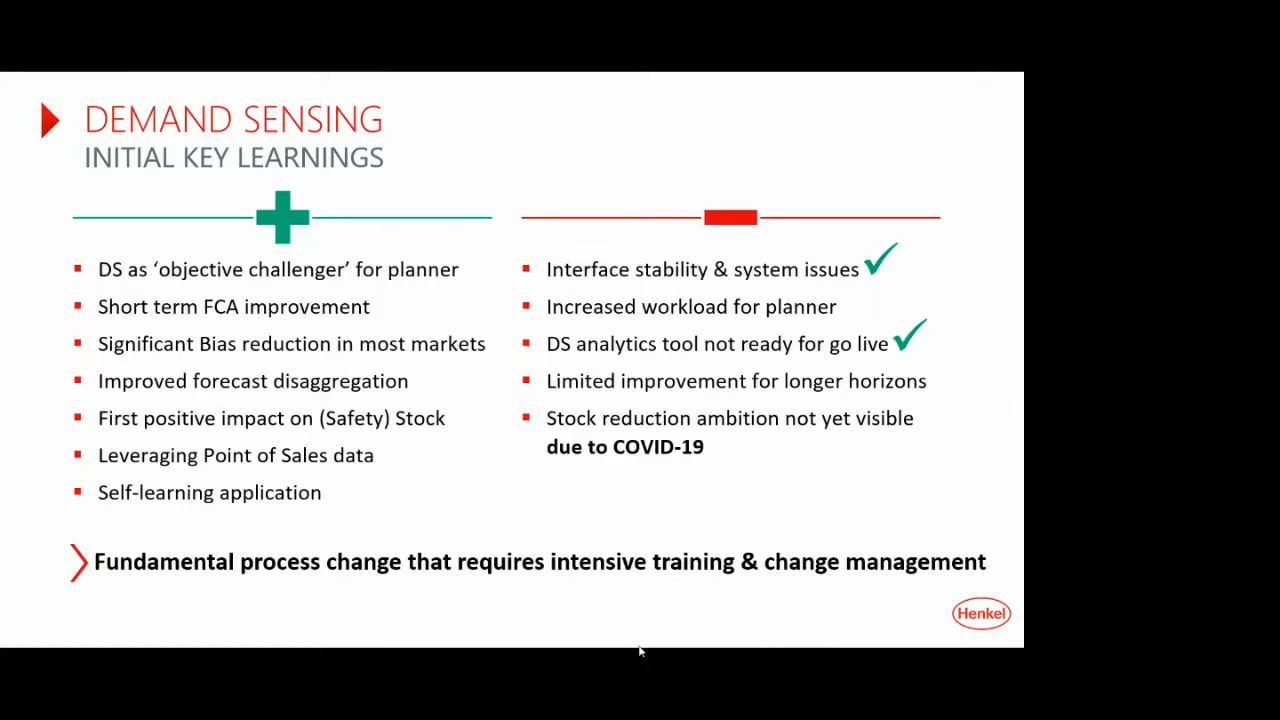 DEMAND SENSING
INITIAL KEY LEARNINGS
DS as ‘objective challenger’ for planner
Short term FCA improvement
Significant Bias reduction in most markets
Improved forecast disaggregation
First positive impact on (Safety) Stock
Leveraging Point of Sales data
Self-learning application
Interface stability & system issues
Increased workload for planner
DS analytics tool not ready for go live
Limited improvement for longer horizons
Stock reduction ambition not yet visible
due to COVID-19
Fundamental process change that requires intensive training & change management
Henkel